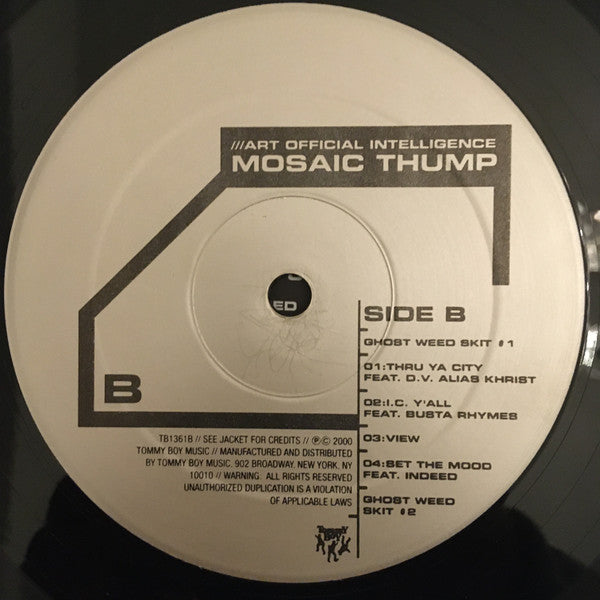 ///ART OFFICIAL INTELLIGENCE
MOSAIC THUMP
ED
B
SIDE B
GHOST WEED SKIT #1
01:THRU YA CITY
FEAT. D.V. ALIAS KHRIST
02:I.C. Y'ALL
FEAT. BUSTA RHYMES
03:VIEW
04:SET THE MOOD
FEAT. INDEED
GHOST WEED
SKIT #2
TB1361B // SEE JACKET FOR CREDITS // ℗© 2000
TOMMY BOY MUSIC // MANUFACTURED AND DISTRIBUTED
BY TOMMY BOY MUSIC. 902 BROADWAY. NEW YORK. NY
10010 // WARNING: ALL RIGHTS RESERVED
UNAUTHORIZED DUPLICATION IS A VIOLATION
OF APPLICABLE LAWS
TOMMY
BOY